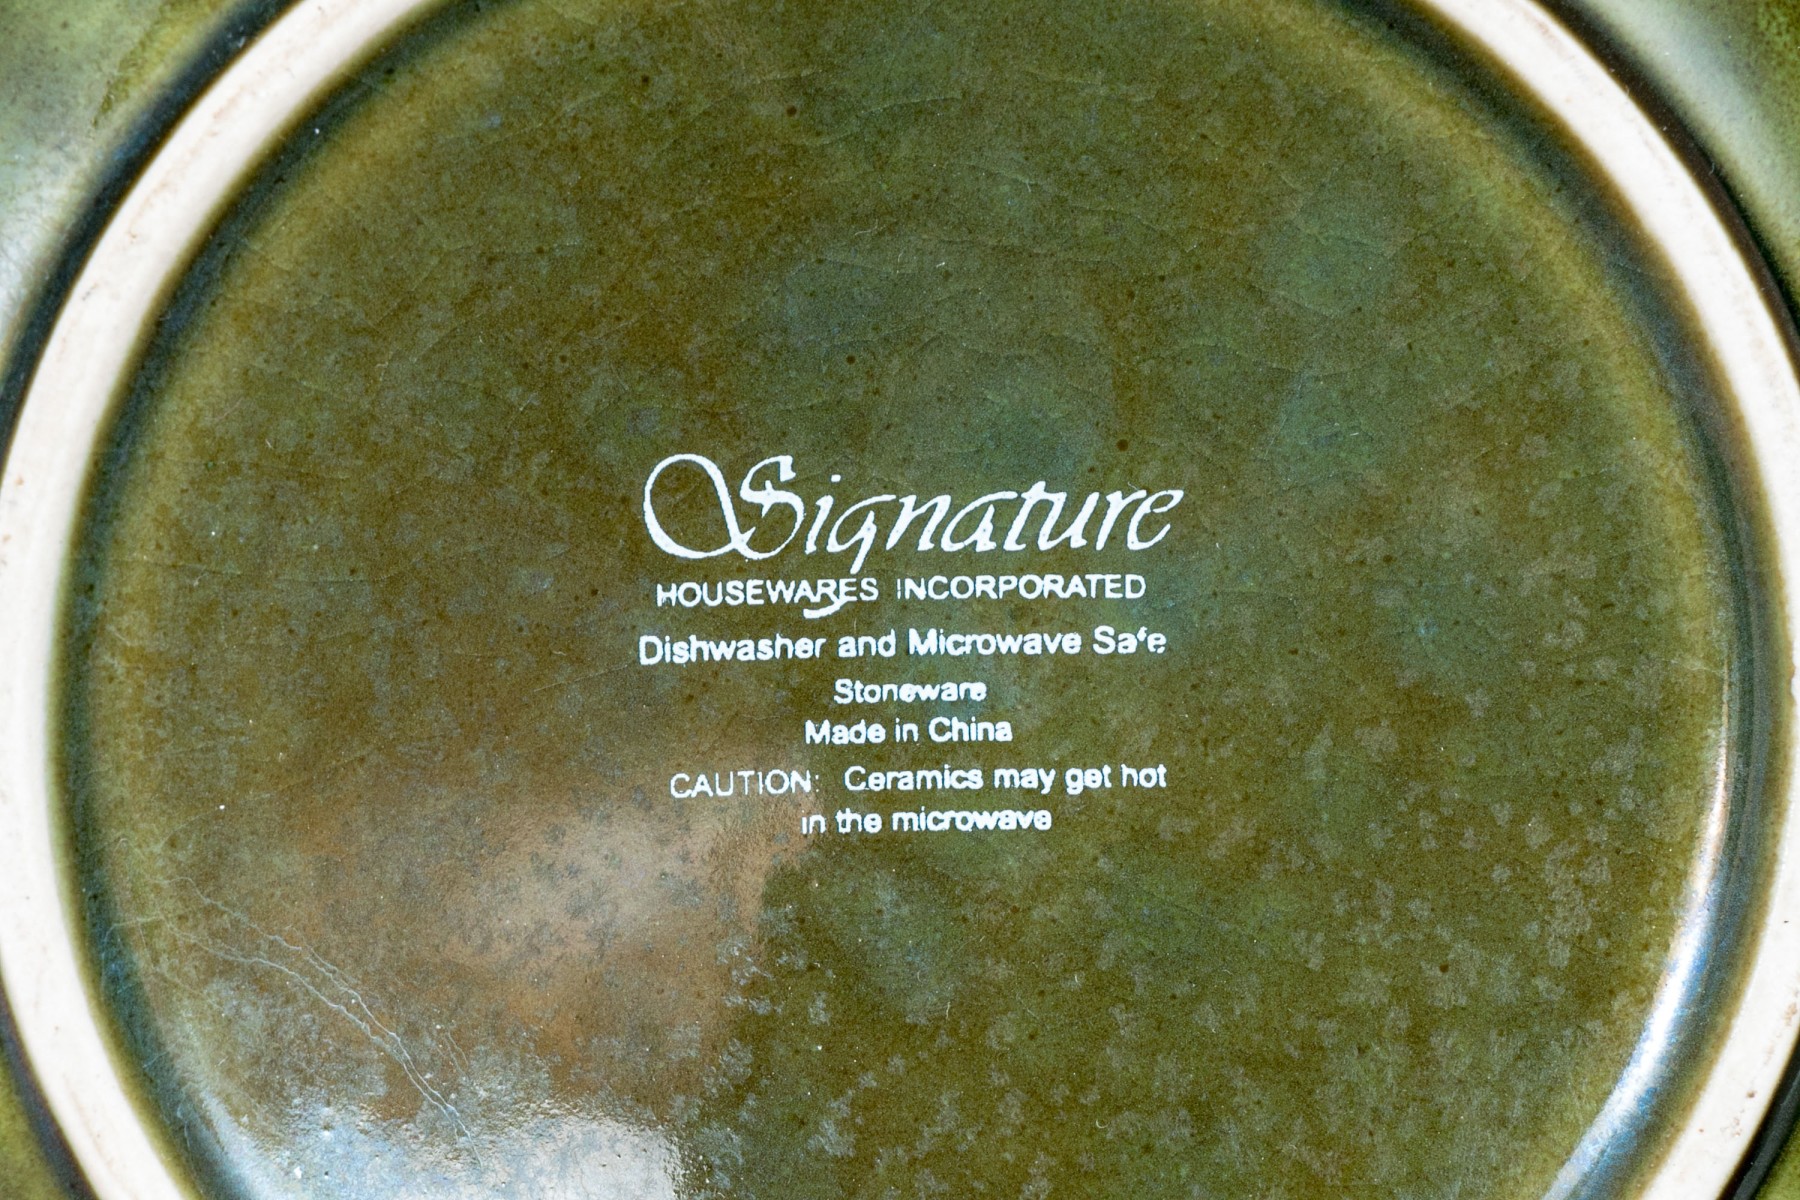 Signature
HOUSEWARES INCORPORATED
Dishwasher and Microwave Safe
Stoneware
Made in China
CAUTION: Ceramics may get hot
in the microwave